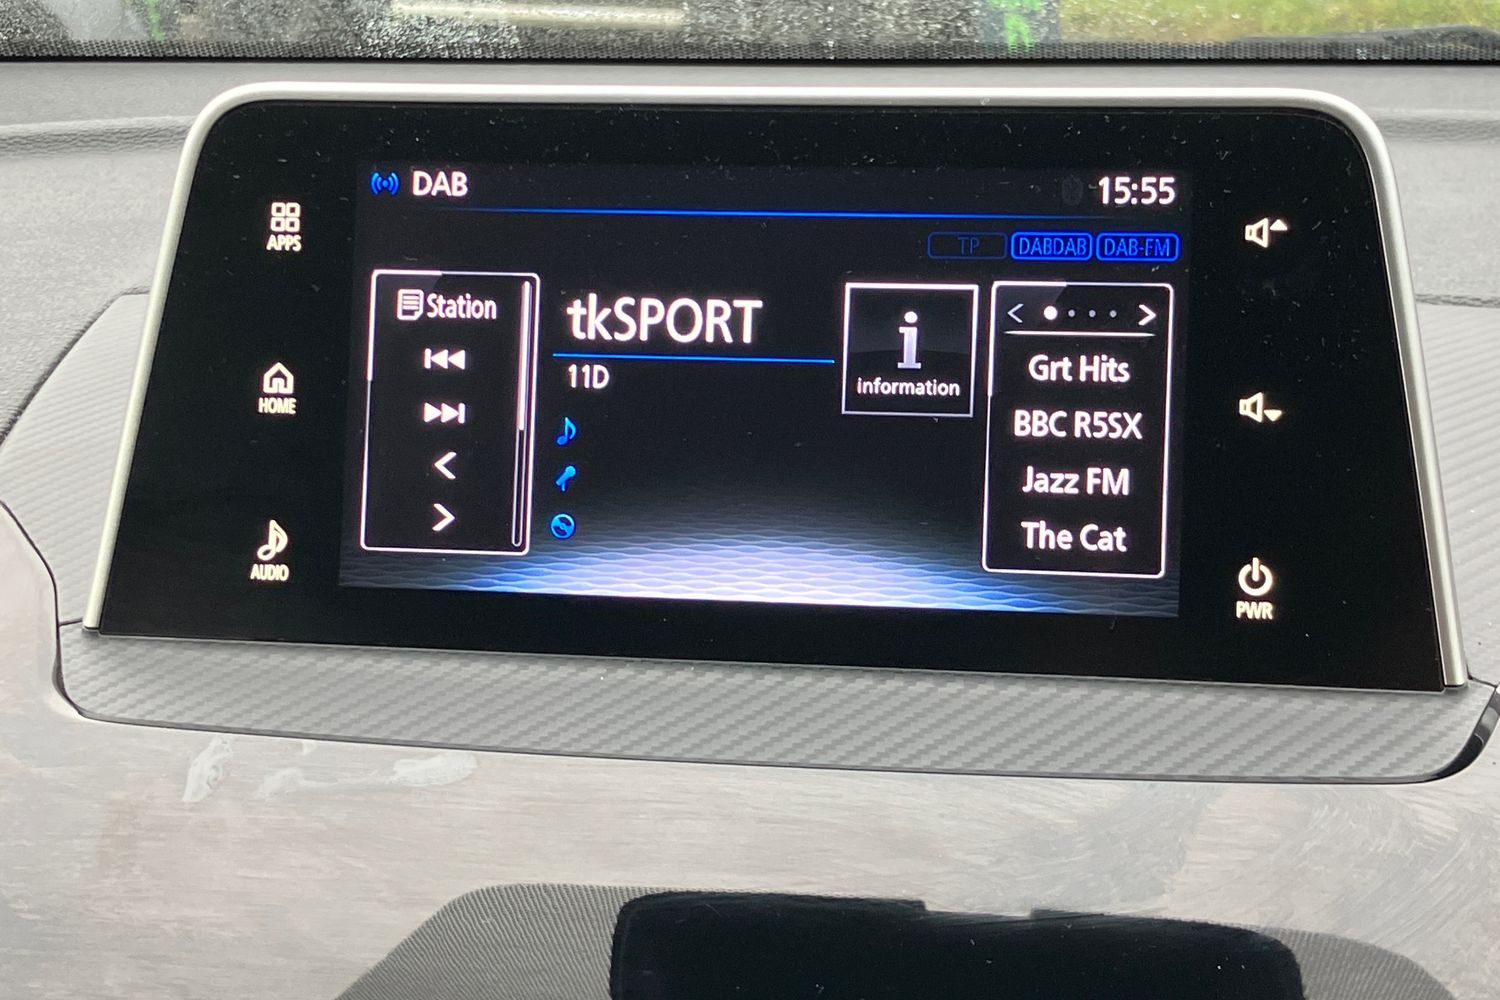 DAB
15:55
TP
DABDAB
DAB-FM
APPS
Station
tkSPORT
11D
information
Grt Hits
BBC R5SX
Jazz FM
The Cat
HOME
AUDIO
PWR